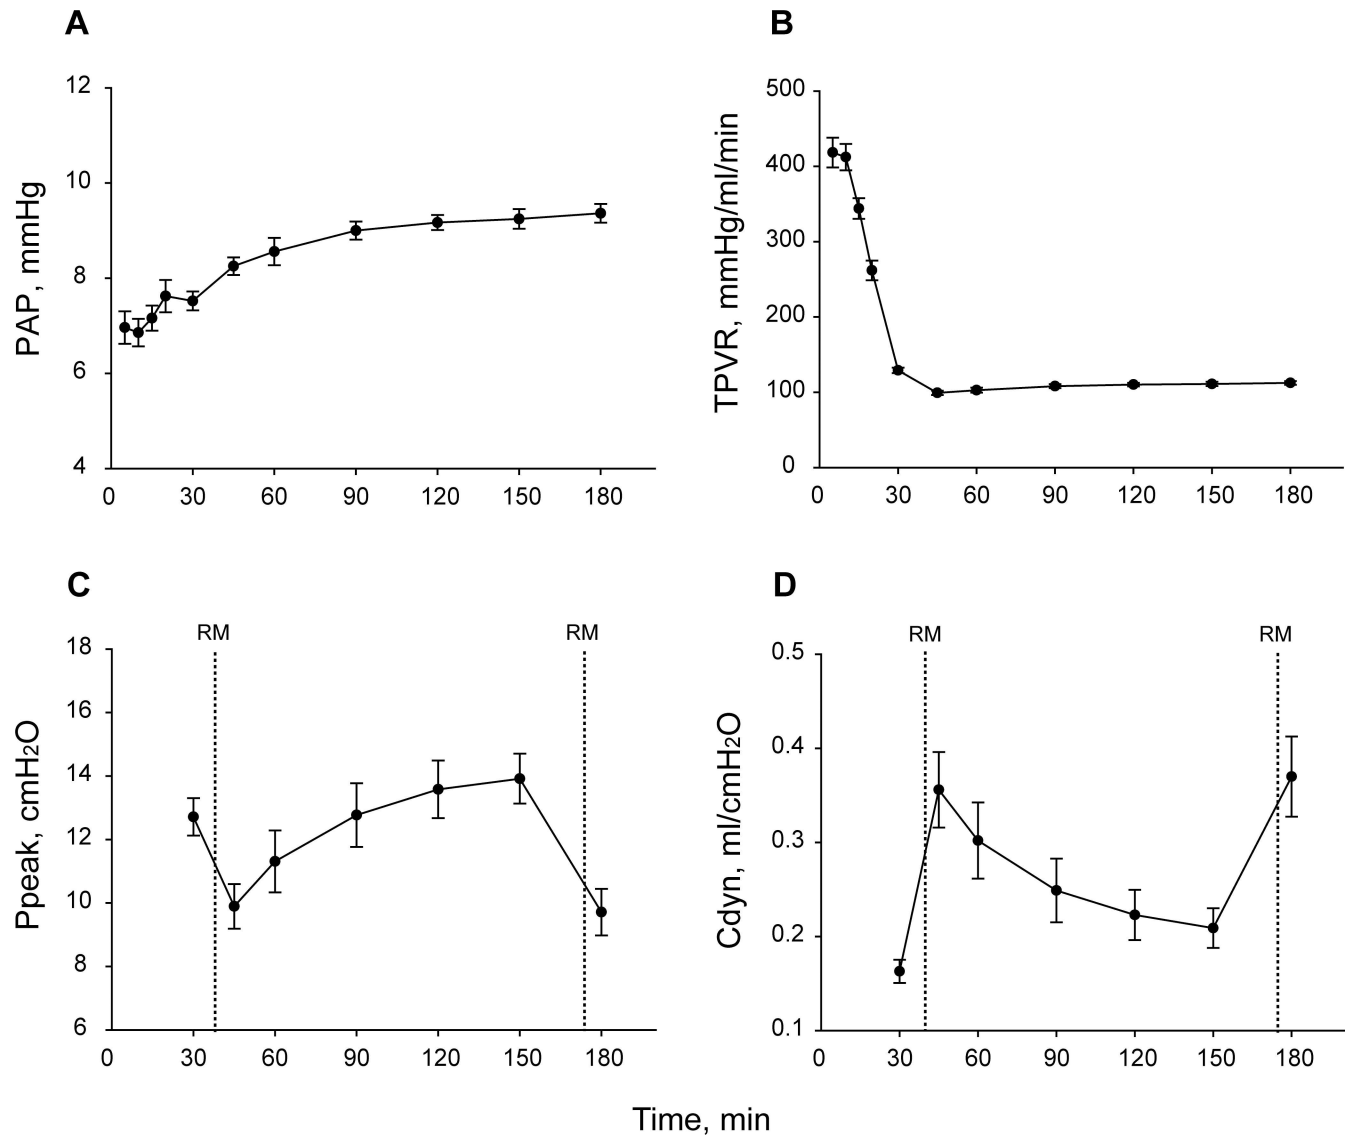 A
12
10
8
6
4
PAP, mmHg
0 30 60 90 120 150 180
B
500
400
300
200
100
0
TPVR, mmHg/ml/min
0 30 60 90 120 150 180
C
RM RM
18
16
14
12
10
8
6
Ppeak, cmH₂O
0 30 60 90 120 150 180
D
RM RM
0.5
0.4
0.3
0.2
0.1
Cdyn, ml/cmH₂O
0 30 60 90 120 150 180
Time, min